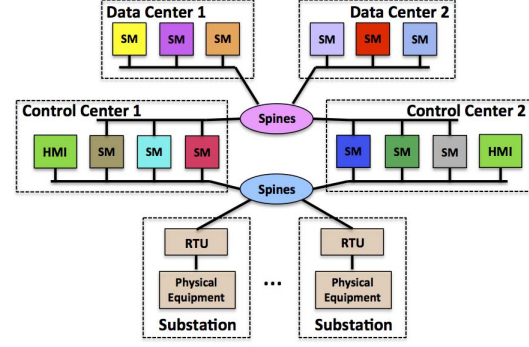 Data Center 1
Data Center 2
SM SM SM
SM SM SM
Control Center 1
Spines
Control Center 2
HMI SM SM SM
SM SM SM HMI
Spines
RTU
RTU
Physical
Equipment
...
Physical
Equipment
Substation
Substation